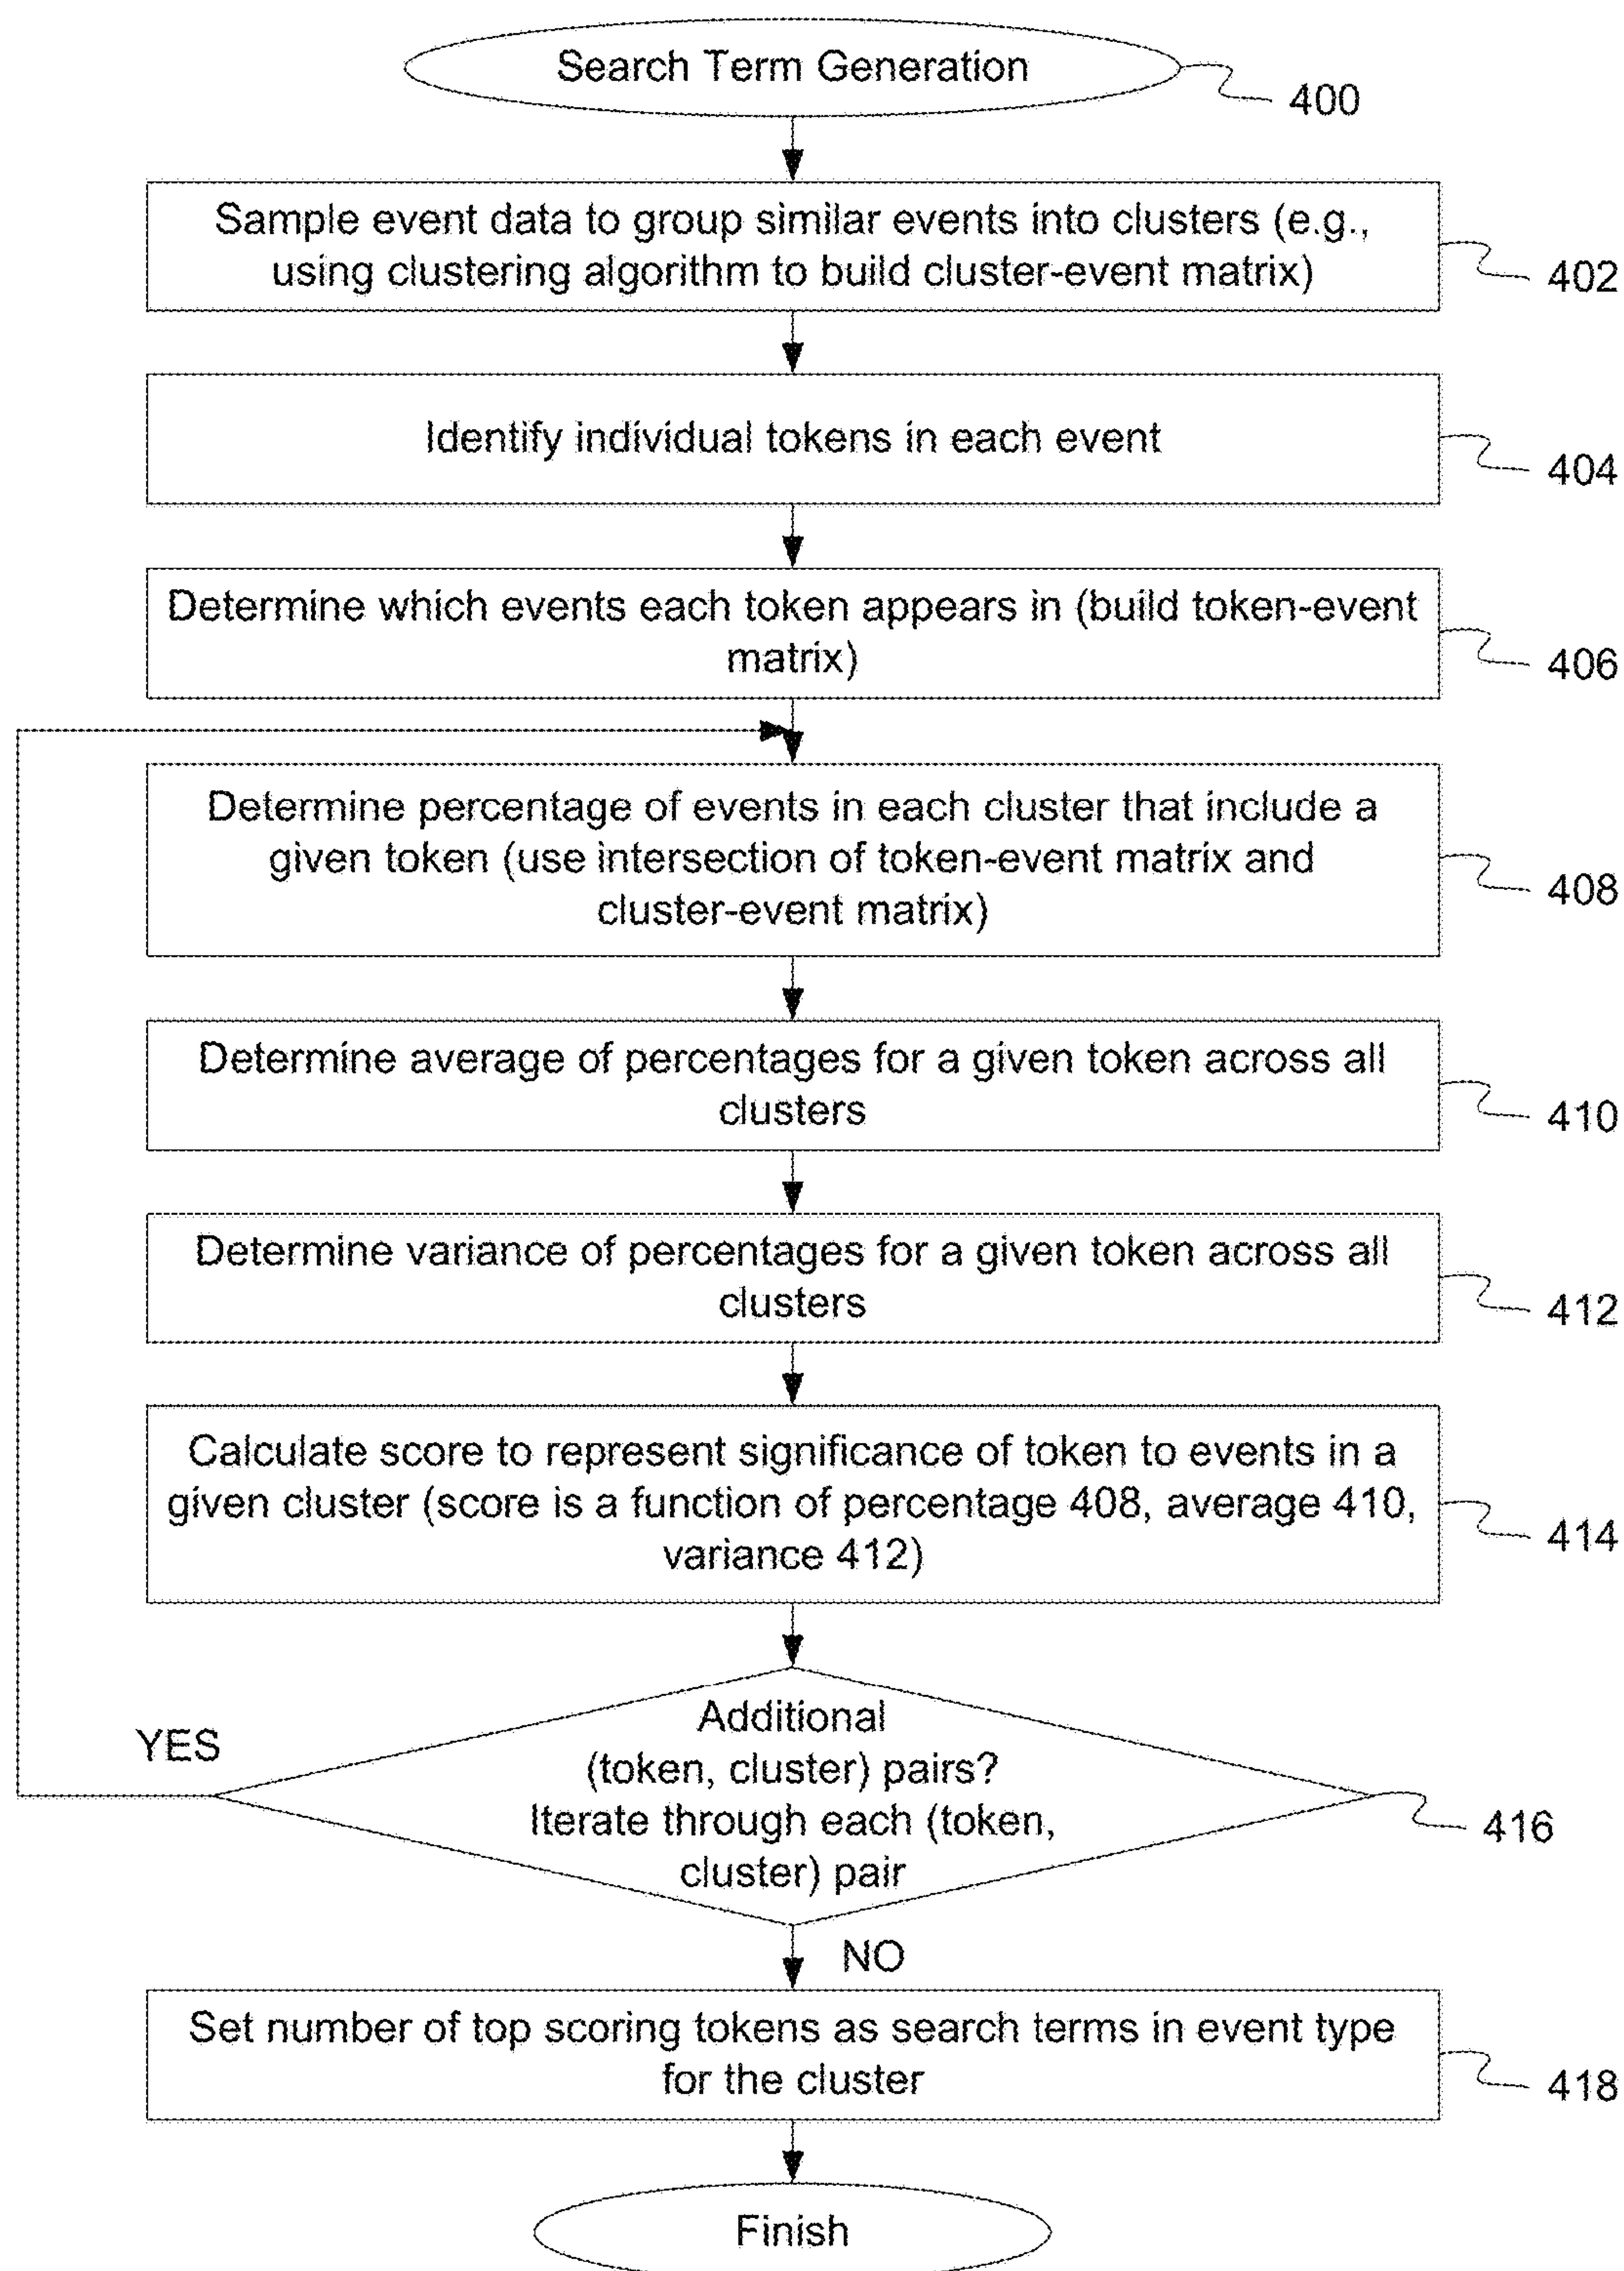 Search Term Generation
400
Sample event data to group similar events into clusters (e.g.,
using clustering algorithm to build cluster-event matrix)
402
Identify individual tokens in each event
404
Determine which events each token appears in (build token-event
matrix)
406
Determine percentage of events in each cluster that include a
given token (use intersection of token-event matrix and
cluster-event matrix)
408
Determine average of percentages for a given token across all
clusters
410
Determine variance of percentages for a given token across all
clusters
412
Calculate score to represent significance of token to events in a
given cluster (score is a function of percentage 408, average 410,
variance 412)
414
Additional
(token, cluster) pairs?
Iterate through each (token,
cluster) pair
YES
416
NO
Set number of top scoring tokens as search terms in event type
for the cluster
418
Finish